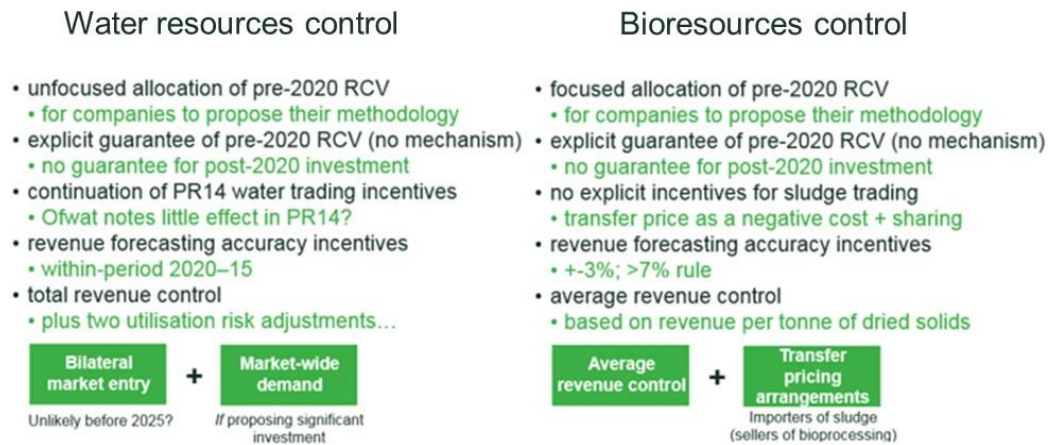 Water resources control
• unfocused allocation of pre-2020 RCV
• for companies to propose their methodology
• explicit guarantee of pre-2020 RCV (no mechanism)
• no guarantee for post-2020 investment
• continuation of PR14 water trading incentives
• Ofwat notes little effect in PR14?
• revenue forecasting accuracy incentives
• within-period 2020–15
• total revenue control
• plus two utilisation risk adjustments…
Bilateral
market entry
+
Market-wide
demand
Unlikely before 2025?
If proposing significant
investment
Bioresources control
• focused allocation of pre-2020 RCV
• for companies to propose their methodology
• explicit guarantee of pre-2020 RCV (no mechanism)
• no guarantee for post-2020 investment
• no explicit incentives for sludge trading
• transfer price as a negative cost + sharing
• revenue forecasting accuracy incentives
• +-3%; >7% rule
• average revenue control
• based on revenue per tonne of dried solids
Average
revenue control
+
Transfer
pricing
arrangements
Importers of sludge
(sellers of bioprocessing)